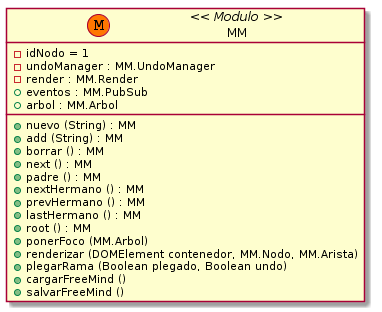 M
<< Modulo >>
MM
idNodo = 1
undoManager : MM.UndoManager
render : MM.Render
eventos : MM.PubSub
arbol : MM.Arbol
nuevo (String) : MM
add (String) : MM
borrar () : MM
next () : MM
padre () : MM
nextHermano () : MM
prevHermano () : MM
lastHermano () : MM
root () : MM
ponerFoco (MM.Arbol)
renderizar (DOMElement contenedor, MM.Nodo, MM.Arista)
plegarRama (Boolean plegado, Boolean undo)
cargarFreeMind ()
salvarFreeMind ()